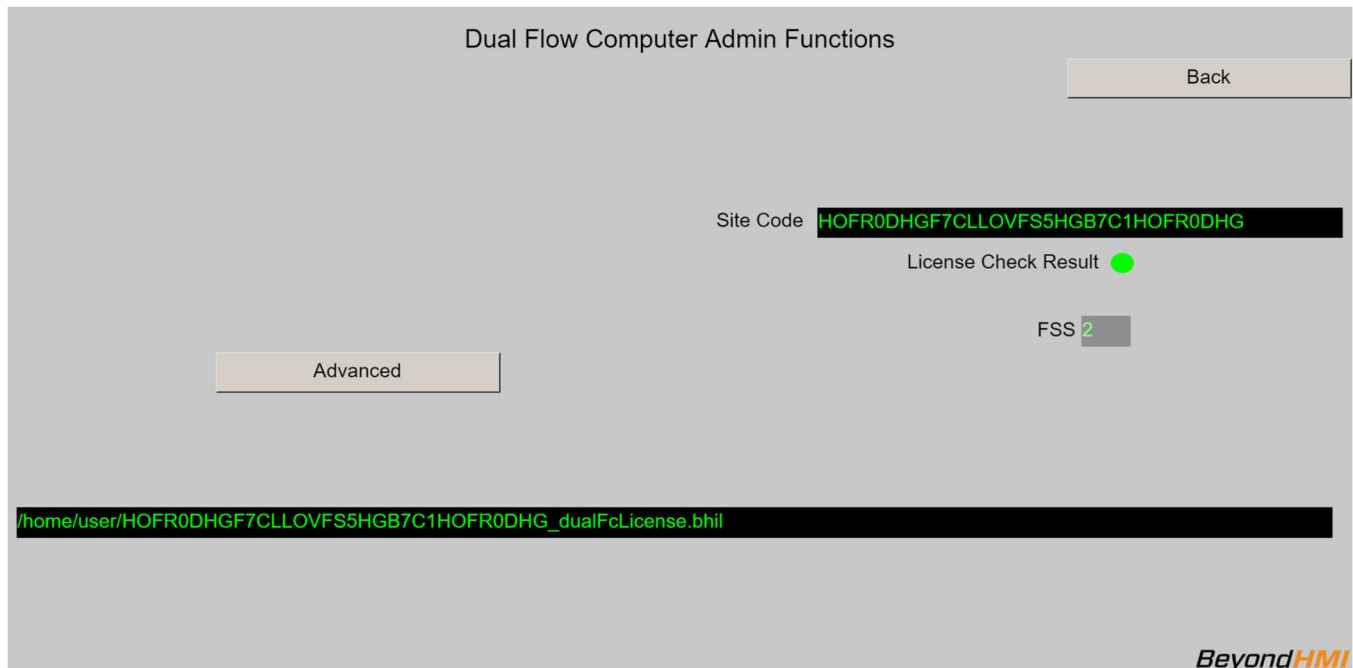 Dual Flow Computer Admin Functions
Back
Site Code HOFR0DHGF7CLLOVFS5HGB7C1HOFR0DHG
License Check Result
FSS 2
Advanced
/home/user/HOFR0DHGF7CLLOVFS5HGB7C1HOFR0DHG_dualFcLicense.bhil
BeyondHMI